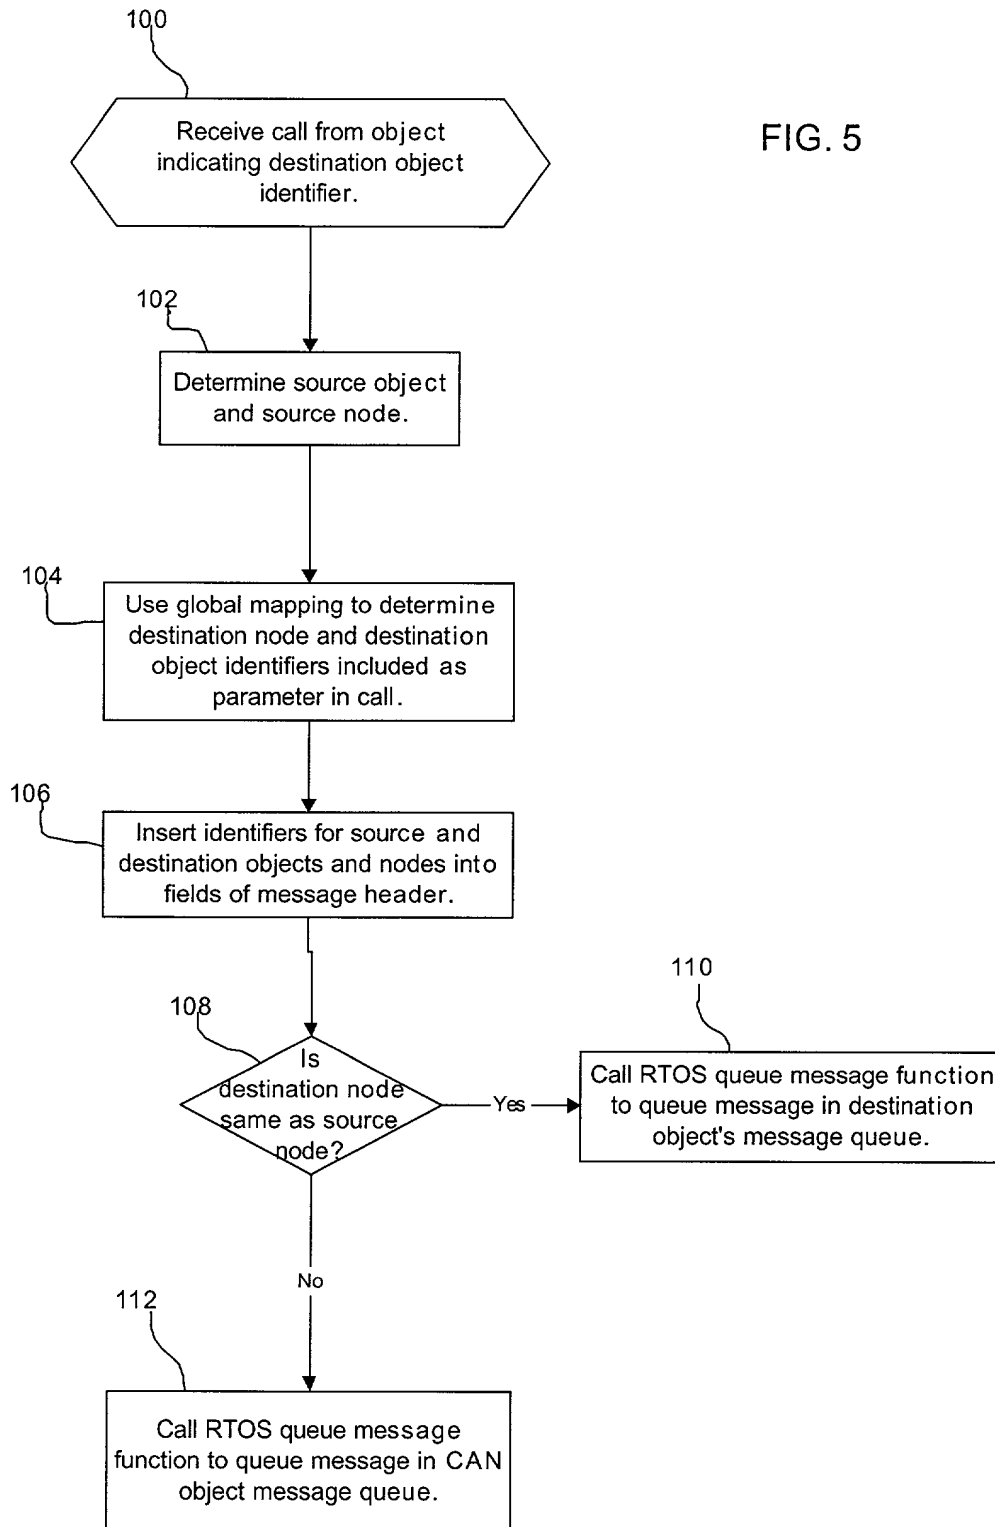 100
FIG. 5
Receive call from object
indicating destination object
identifier.
102
Determine source object
and source node.
104
Use global mapping to determine
destination node and destination
object identifiers included as
parameter in call.
106
Insert identifiers for source and
destination objects and nodes into
fields of message header.
108
Is
destination node
same as source
node?
Yes
110
Call RTOS queue message function
to queue message in destination
object's message queue.
No
112
Call RTOS queue message
function to queue message in CAN
object message queue.